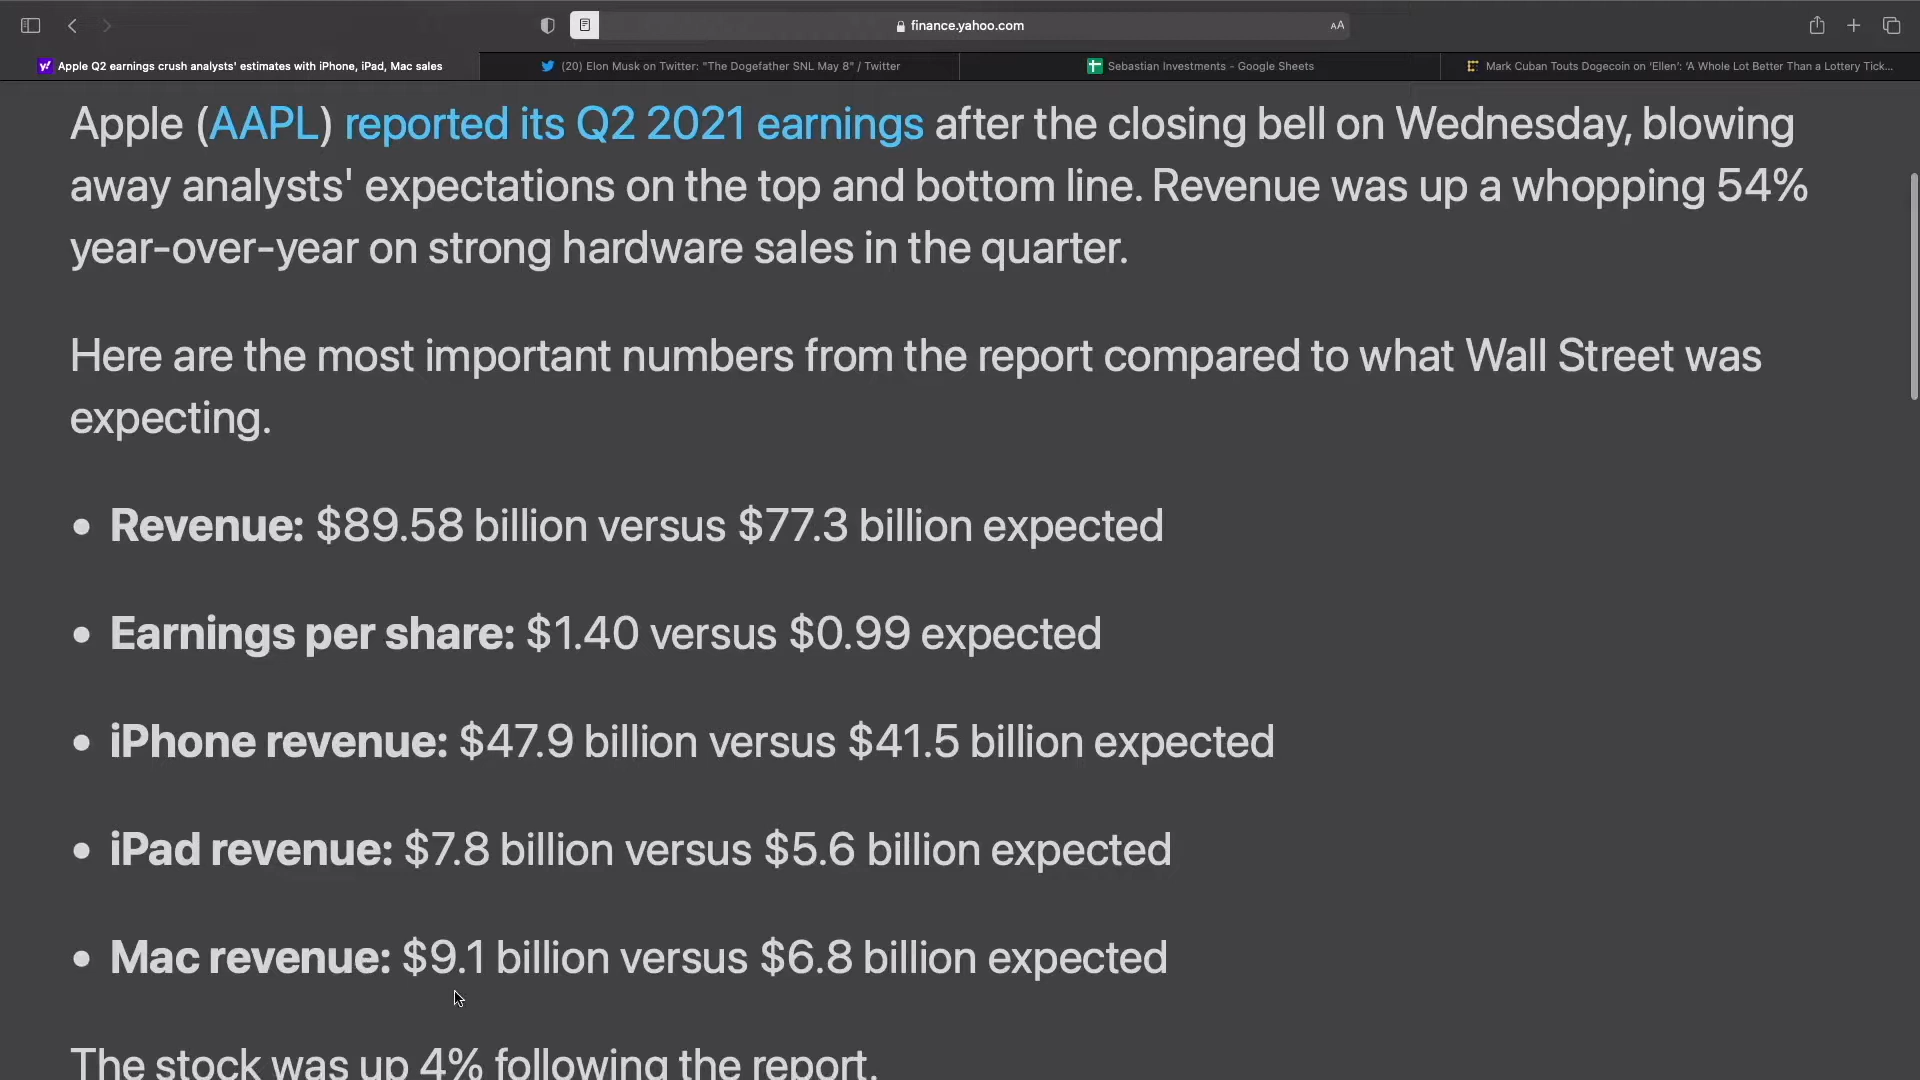 finance.yahoo.com
AA
Apple Q2 earnings crush analysts' estimates with iPhone, iPad, Mac sales
(20) Elon Musk on Twitter: "The Dogefather SNL May 8" / Twitter
Sebastian Investments - Google Sheets
Mark Cuban Touts Dogecoin on 'Ellen': 'A Whole Lot Better Than a Lottery Tick...
Apple (AAPL) reported its Q2 2021 earnings after the closing bell on Wednesday, blowing
away analysts' expectations on the top and bottom line. Revenue was up a whopping 54%
year-over-year on strong hardware sales in the quarter.
Here are the most important numbers from the report compared to what Wall Street was
expecting.
• Revenue: $89.58 billion versus $77.3 billion expected
• Earnings per share: $1.40 versus $0.99 expected
• iPhone revenue: $47.9 billion versus $41.5 billion expected
• iPad revenue: $7.8 billion versus $5.6 billion expected
• Mac revenue: $9.1 billion versus $6.8 billion expected
The stock was up 4% following the report.